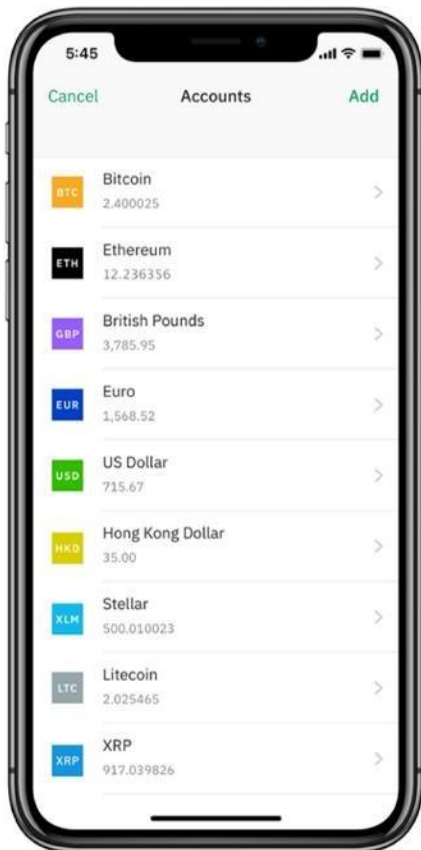 5:45
Cancel Accounts Add
BTC Bitcoin
2.400025
ETH Ethereum
12.236356
GBP British Pounds
3,785.95
EUR Euro
1,568.52
USD US Dollar
715.67
HKD Hong Kong Dollar
35.00
XLM Stellar
500.010023
LTC Litecoin
2.025465
XRP XRP
917.039826